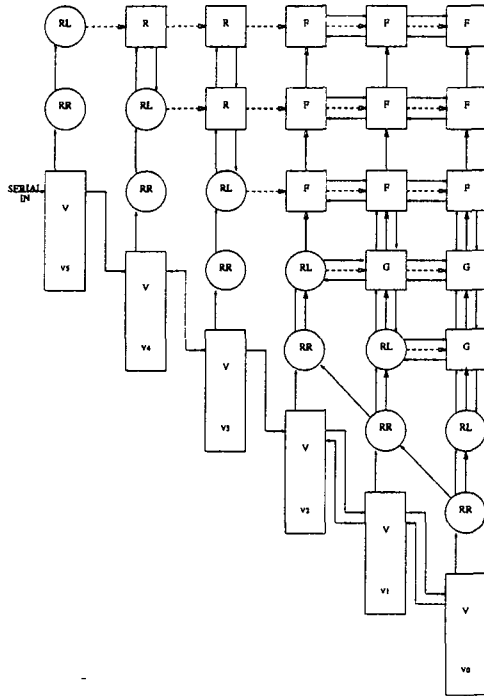 RL R R F F F
RR RL R F F F
SERIAL
IN
V RR RL F F F
V5
V RR RL G G
V4
V RR RL G
V3
V RR RL
V2
V RR
V1
V
V0